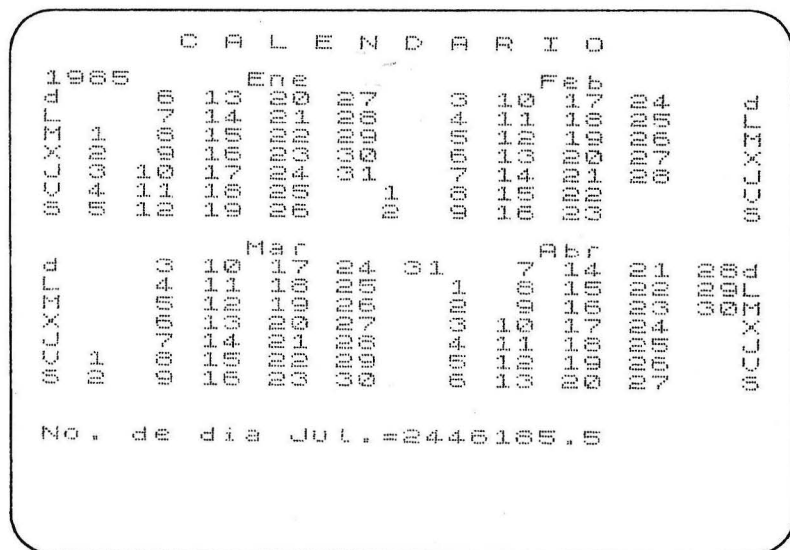 C A L E N D A R I O
1985 Ene Feb
d 6 13 20 27 3 10 17 24 d
L 7 14 21 28 4 11 18 25 L
M 1 8 15 22 29 5 12 19 26 M
X 2 9 16 23 30 6 13 20 27 X
J 3 10 17 24 31 7 14 21 28 J
V 4 11 18 25 1 8 15 22 V
S 5 12 19 26 2 9 16 23 S
Mar Abr
d 3 10 17 24 31 7 14 21 28 d
L 4 11 18 25 1 8 15 22 29 L
M 5 12 19 26 2 9 16 23 30 M
X 6 13 20 27 3 10 17 24 X
J 7 14 21 28 4 11 18 25 J
V 1 8 15 22 29 5 12 19 26 V
S 2 9 16 23 30 6 13 20 27 S
No. de dia Jul.=2446185.5